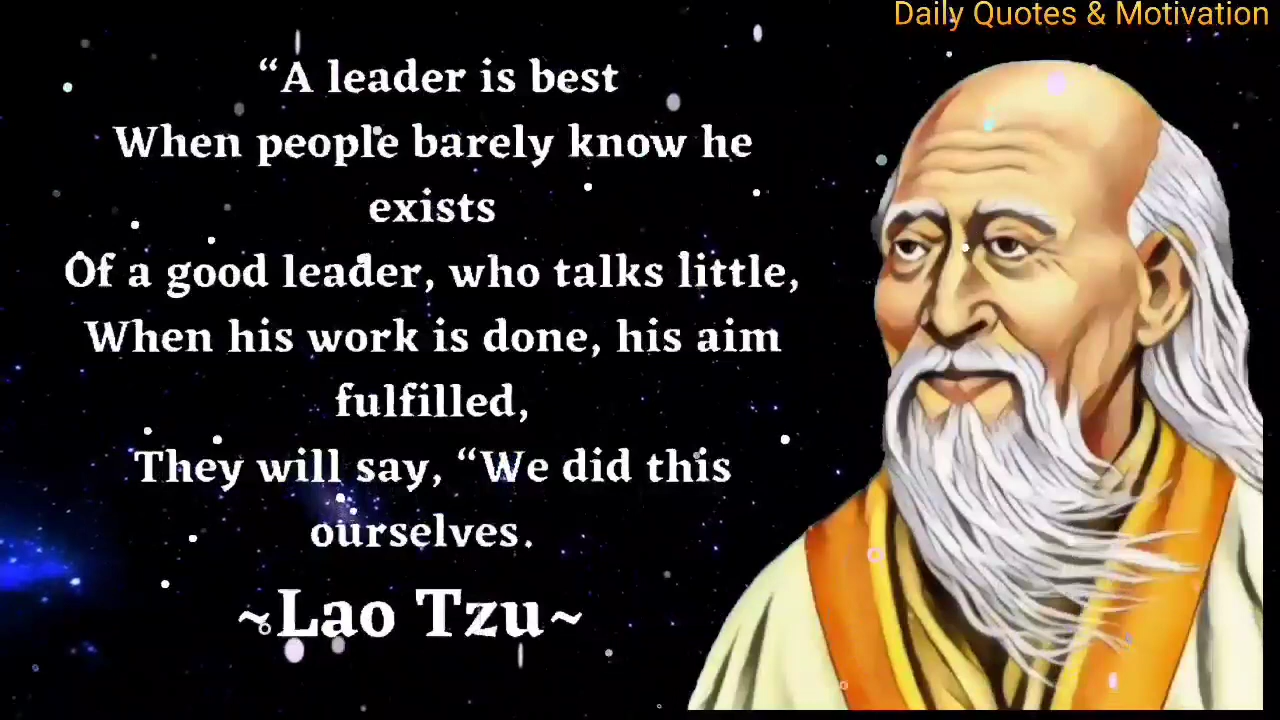 Daily Quotes & Motivation
“A leader is best
When people barely know he
exists
Of a good leader, who talks little,
When his work is done, his aim
fulfilled,
They will say, “We did this
ourselves.
~Lao Tzu~